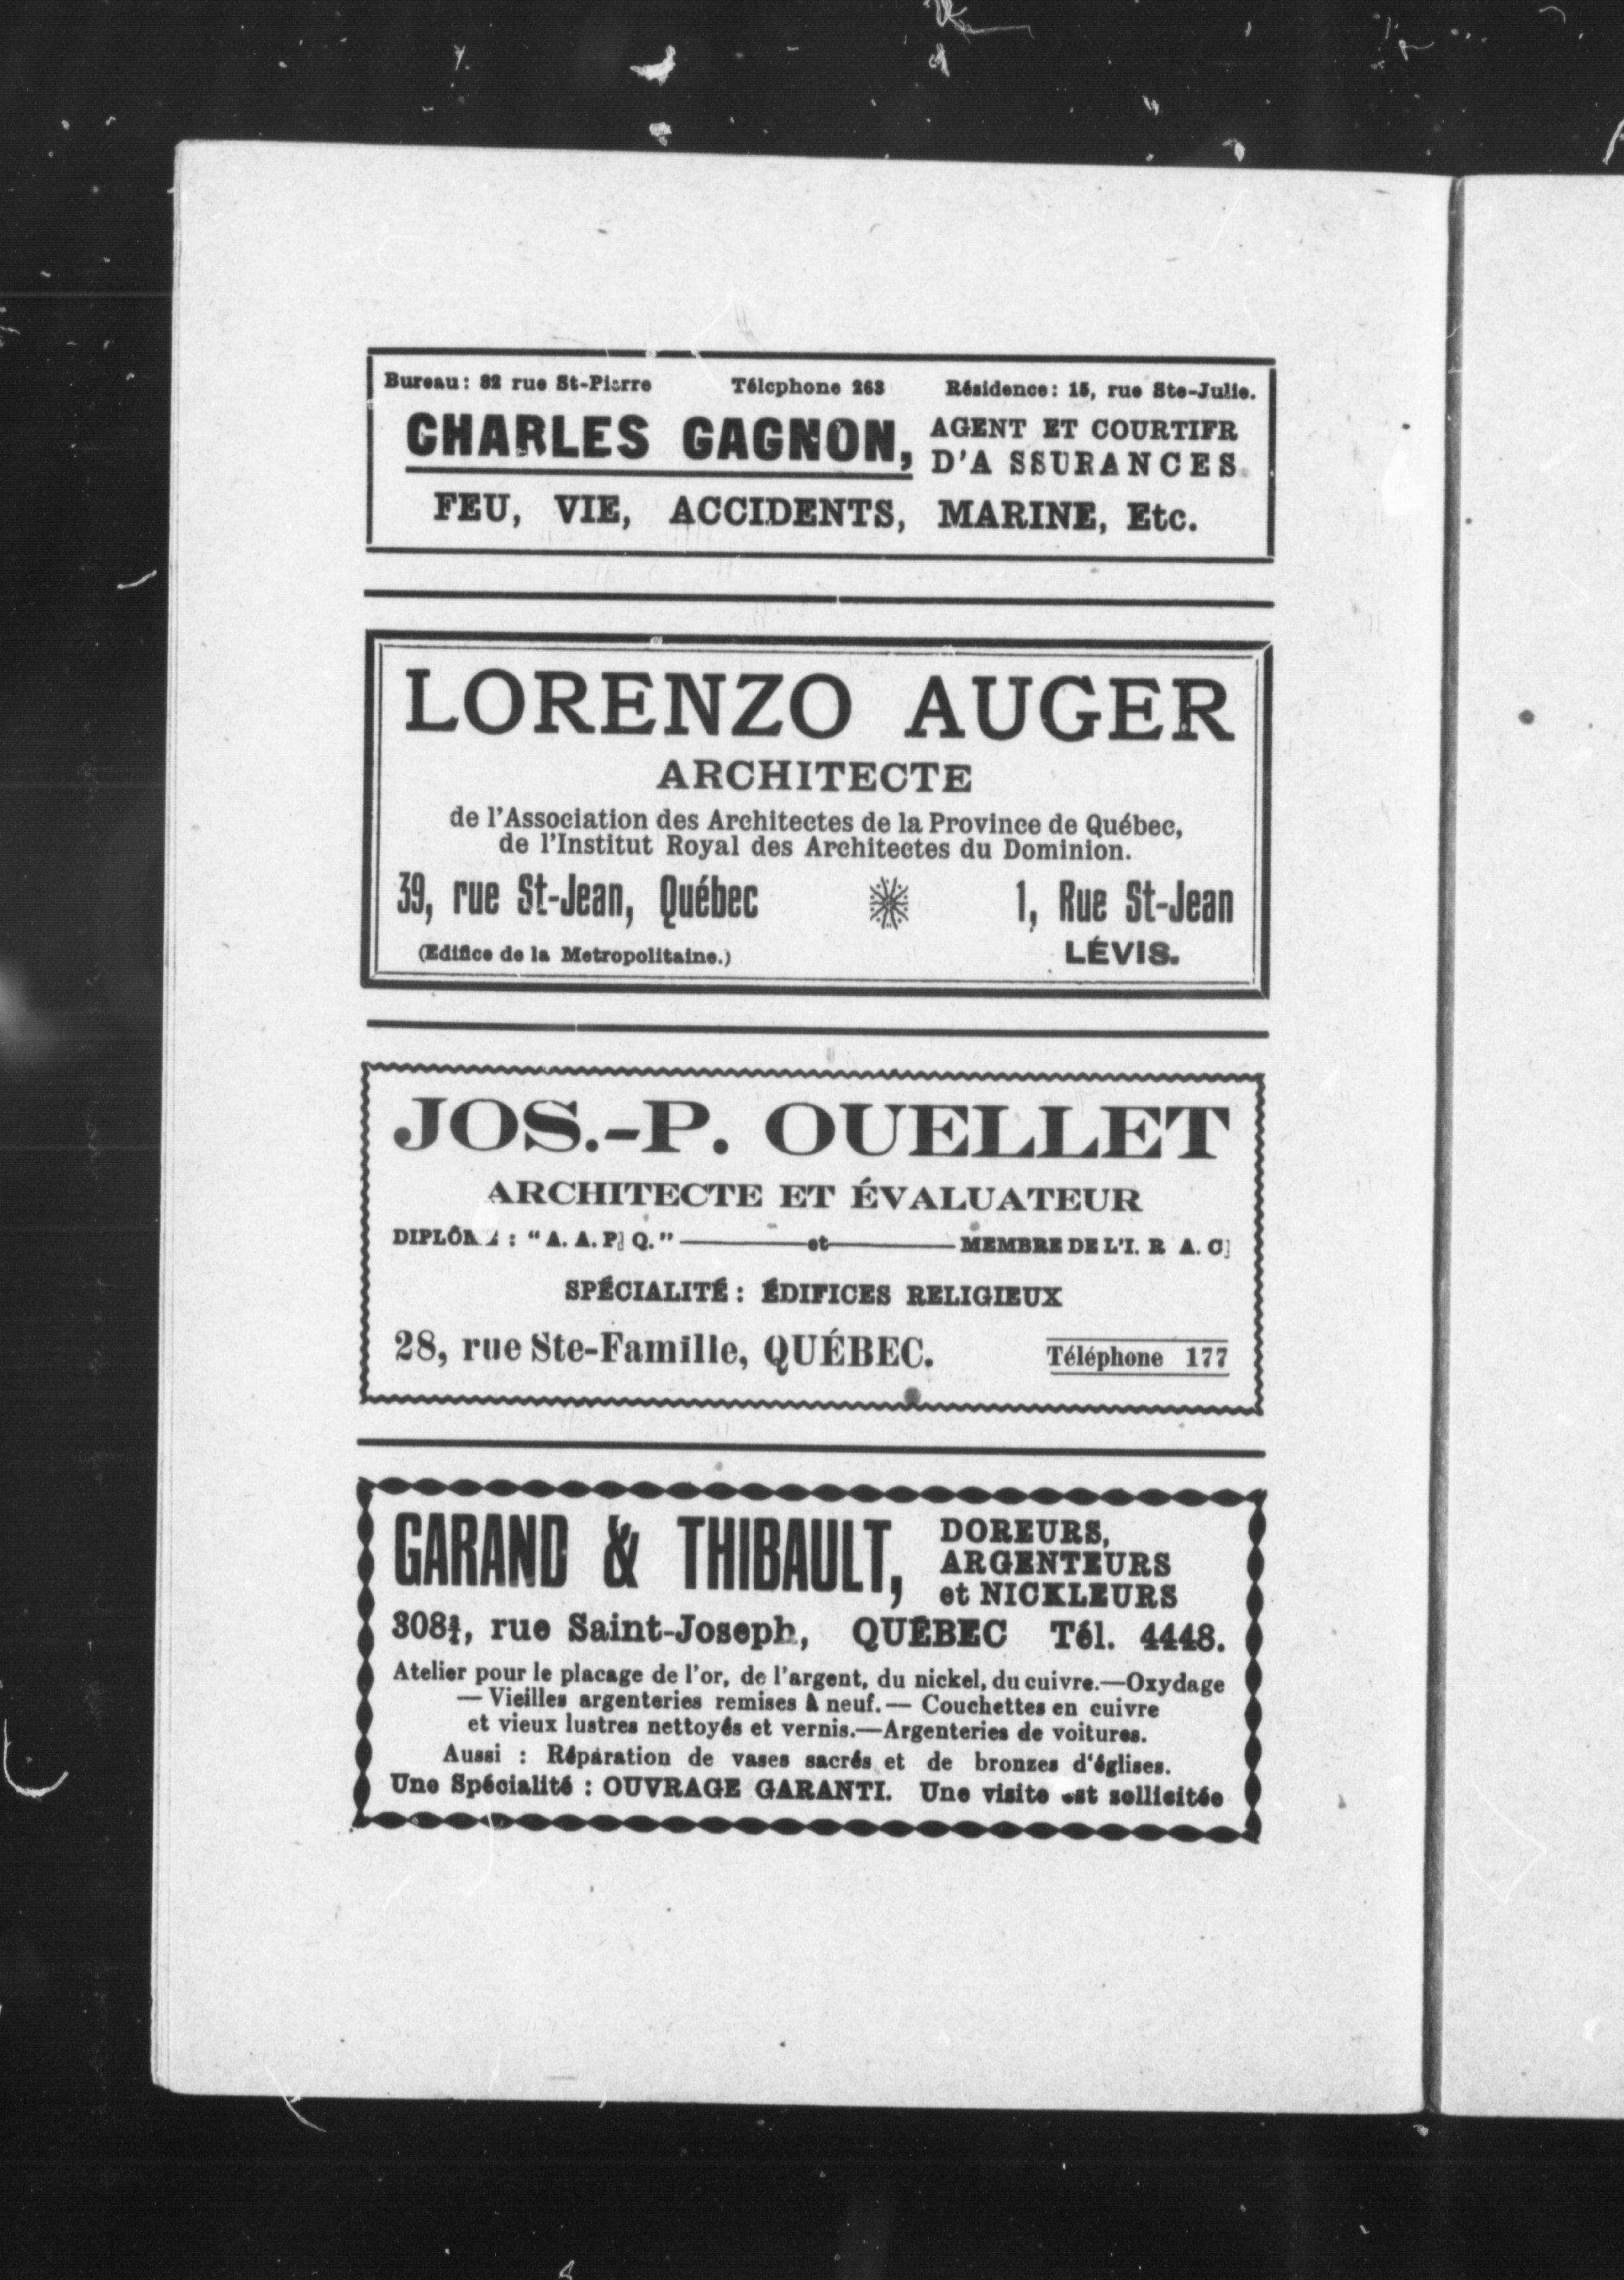 Bureau: 82 rue St-Pierre Téléphone 263 Résidence: 15, rue Ste-Julie.
CHARLES GAGNON, AGENT ET COURTIER
D'A SSURANCES
FEU, VIE, ACCIDENTS, MARINE, Etc.
LORENZO AUGER
ARCHITECTE
de l'Association des Architectes de la Province de Québec,
de l'Institut Royal des Architectes du Dominion.
39, rue St-Jean, Québec 1, Rue St-Jean
(Edifice de la Metropolitaine.) LÉVIS.
JOS.-P. OUELLET
ARCHITECTE ET ÉVALUATEUR
DIPLÔMÉ : "A. A. P. Q." ——— et ——— MEMBRE DE L'I. R A. C.
SPÉCIALITÉ : ÉDIFICES RELIGIEUX
28, rue Ste-Famille, QUÉBEC. Téléphone 177
GARAND & THIBAULT, DOREURS,
ARGENTEURS
et NICKLEURS
308¾, rue Saint-Joseph, QUÉBEC Tél. 4448.
Atelier pour le placage de l'or, de l'argent, du nickel, du cuivre.—Oxydage
— Vieilles argenteries remises à neuf.— Couchettes en cuivre
et vieux lustres nettoyés et vernis.—Argenteries de voitures.
Aussi : Réparation de vases sacrés et de bronzes d'églises.
Une Spécialité : OUVRAGE GARANTI. Une visite est sollicitée